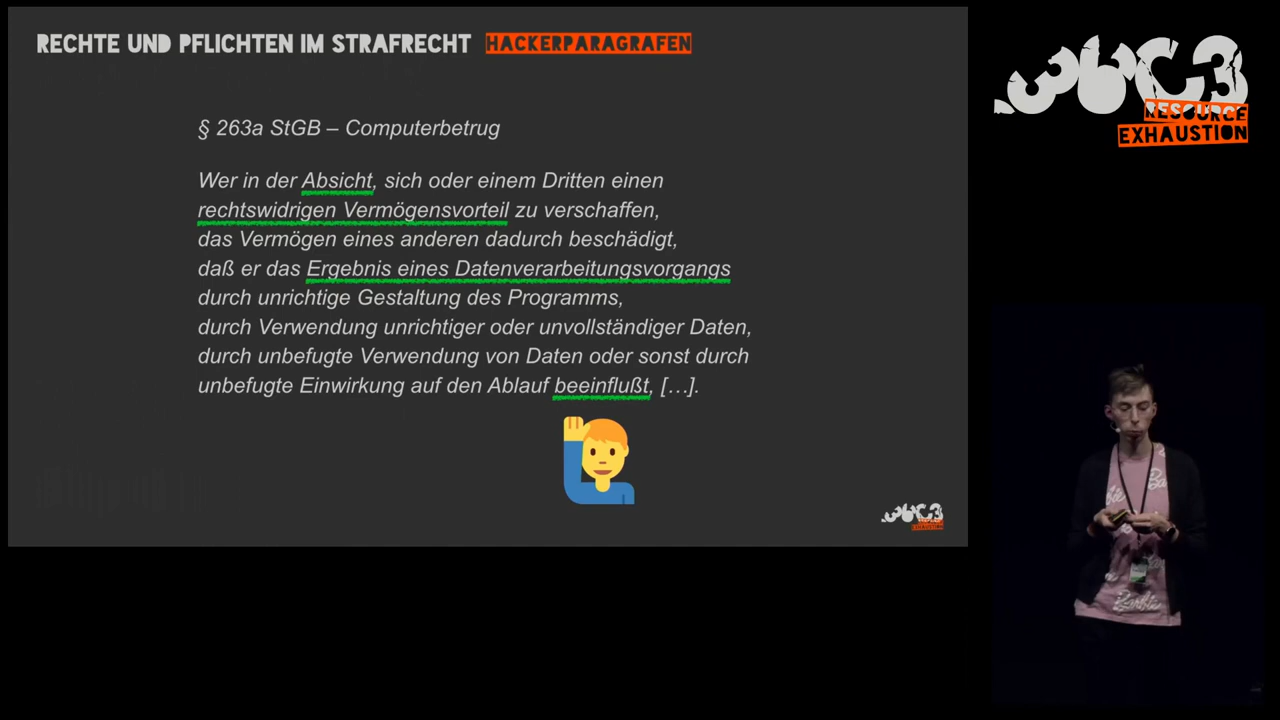 RECHTE UND PFLICHTEN IM STRAFRECHT HACKERPARAGRAFEN
§ 263a StGB – Computerbetrug
Wer in der Absicht, sich oder einem Dritten einen
rechtswidrigen Vermögensvorteil zu verschaffen,
das Vermögen eines anderen dadurch beschädigt,
daß er das Ergebnis eines Datenverarbeitungsvorgangs
durch unrichtige Gestaltung des Programms,
durch Verwendung unrichtiger oder unvollständiger Daten,
durch unbefugte Verwendung von Daten oder sonst durch
unbefugte Einwirkung auf den Ablauf beeinflußt, […].
36C3
36C3
RESOURCE
EXHAUSTION
Barbie